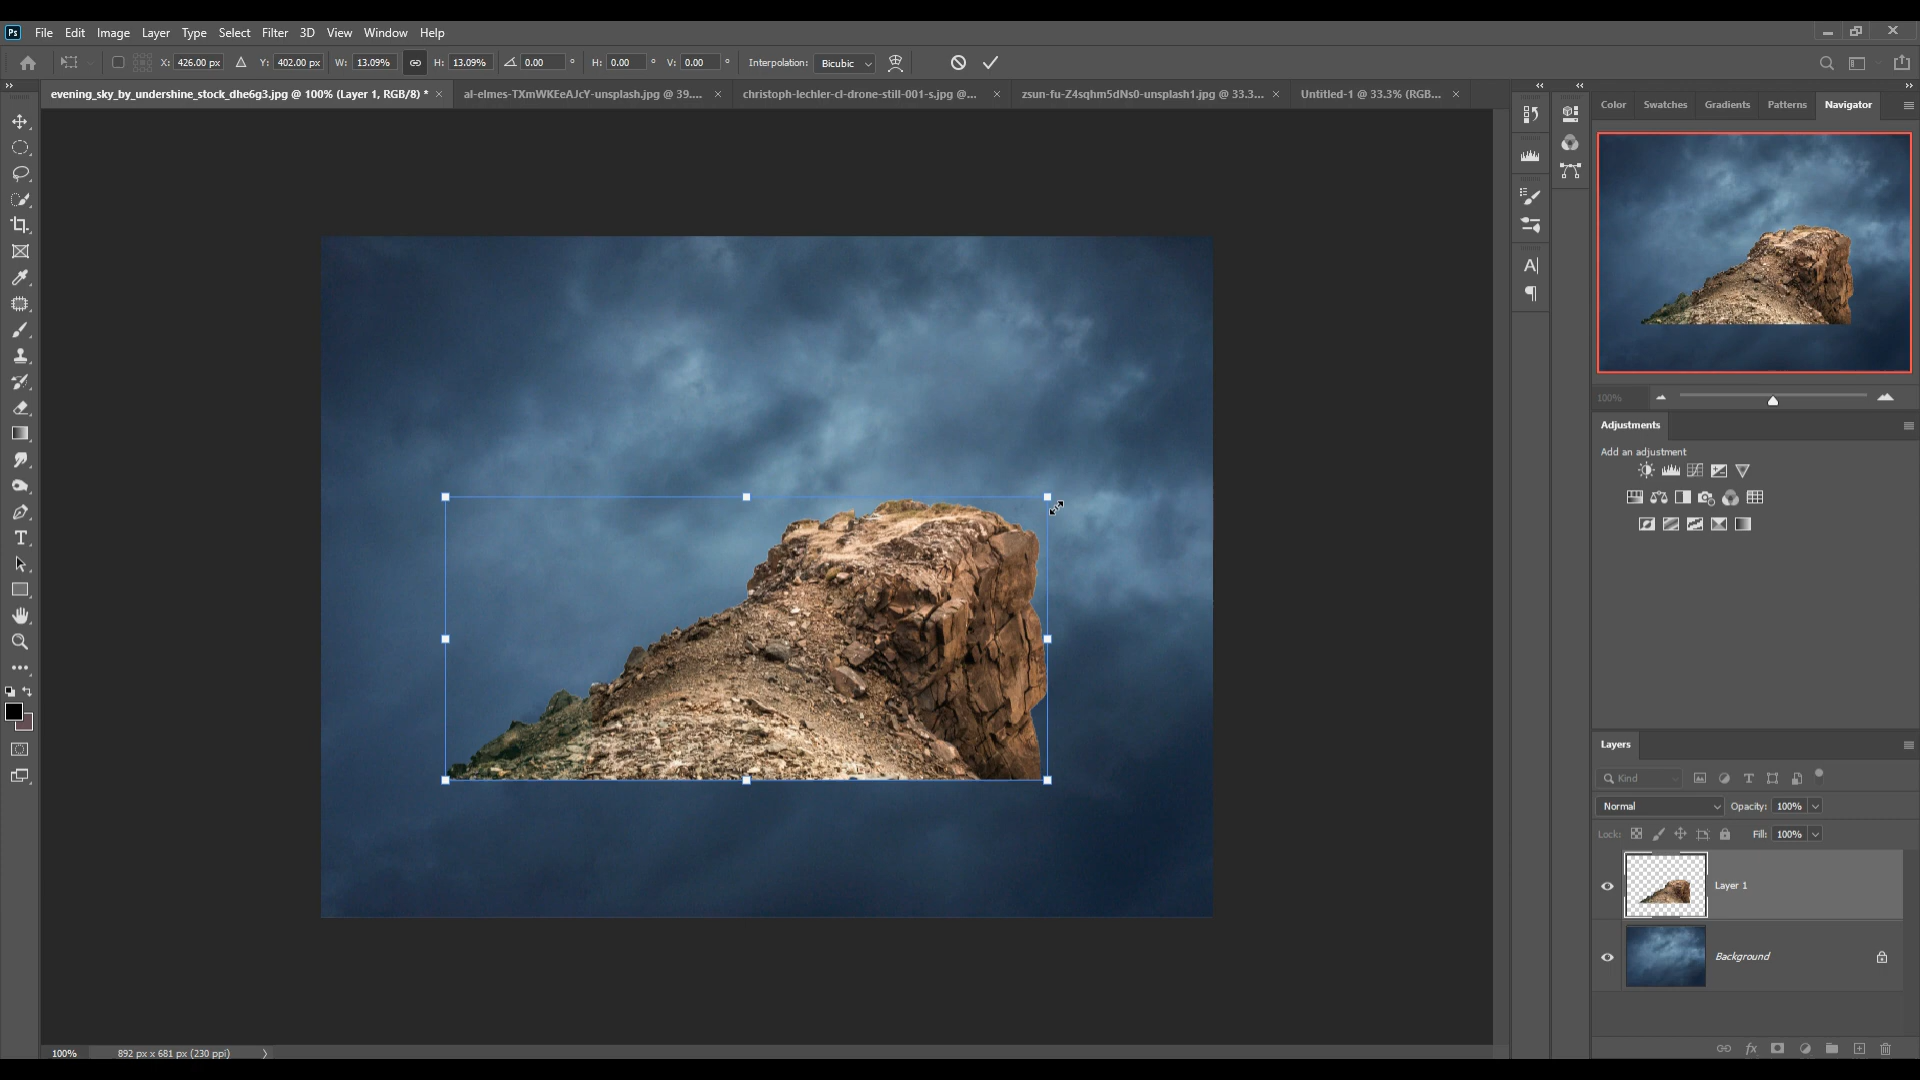 Ps File Edit Image Layer Type Select Filter 3D View Window Help
X: 426.00 px Y: 402.00 px W: 13.09% H: 13.09% 0.00 ° H: 0.00 ° V: 0.00 ° Interpolation: Bicubic
evening_sky_by_undershine_stock_dhe6g3.jpg @ 100% (Layer 1, RGB/8) * × al-elmes-TXmWKEeAJcY-unsplash.jpg @ 39.... × christoph-lechler-cl-drone-still-001-s.jpg @... × zsun-fu-Z4sqhm5dNs0-unsplash1.jpg @ 33.3... × Untitled-1 @ 33.3% (RGB... ×
Color Swatches Gradients Patterns Navigator
100%
Adjustments
Add an adjustment
Layers
Kind
Normal Opacity: 100%
Lock: Fill: 100%
Layer 1
Background
100% 892 px x 681 px (230 ppi)